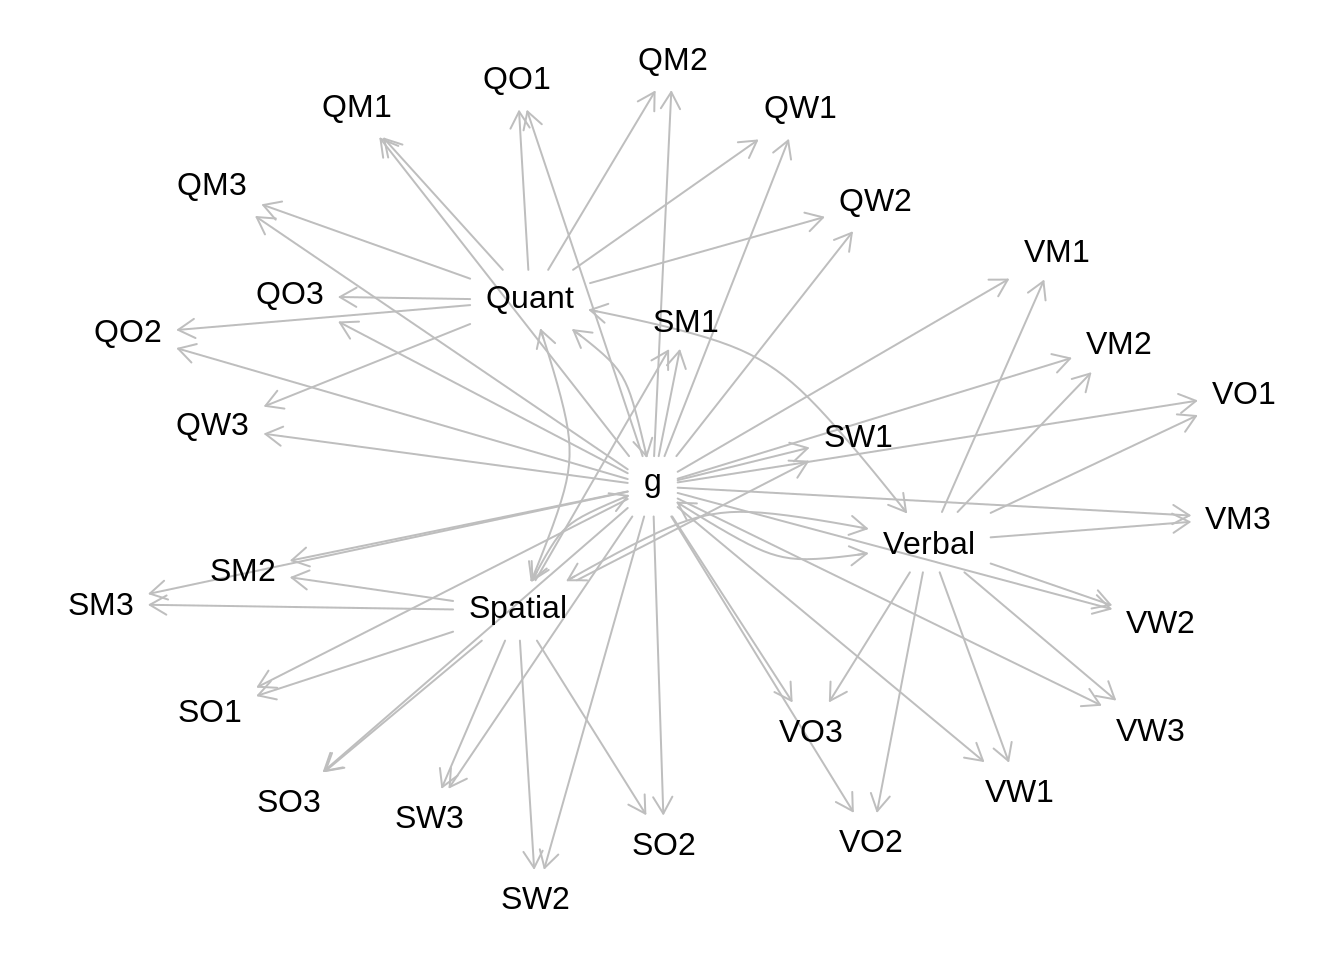 QM2
QO1
QM1
QW1
QM3
QW2
VM1
QO3
Quant
SM1
QO2
VM2
VO1
QW3
SW1
g
VM3
Verbal
SM2
SM3
Spatial
VW2
SO1
VO3
VW3
VW1
SO3
SW3
SO2
VO2
SW2